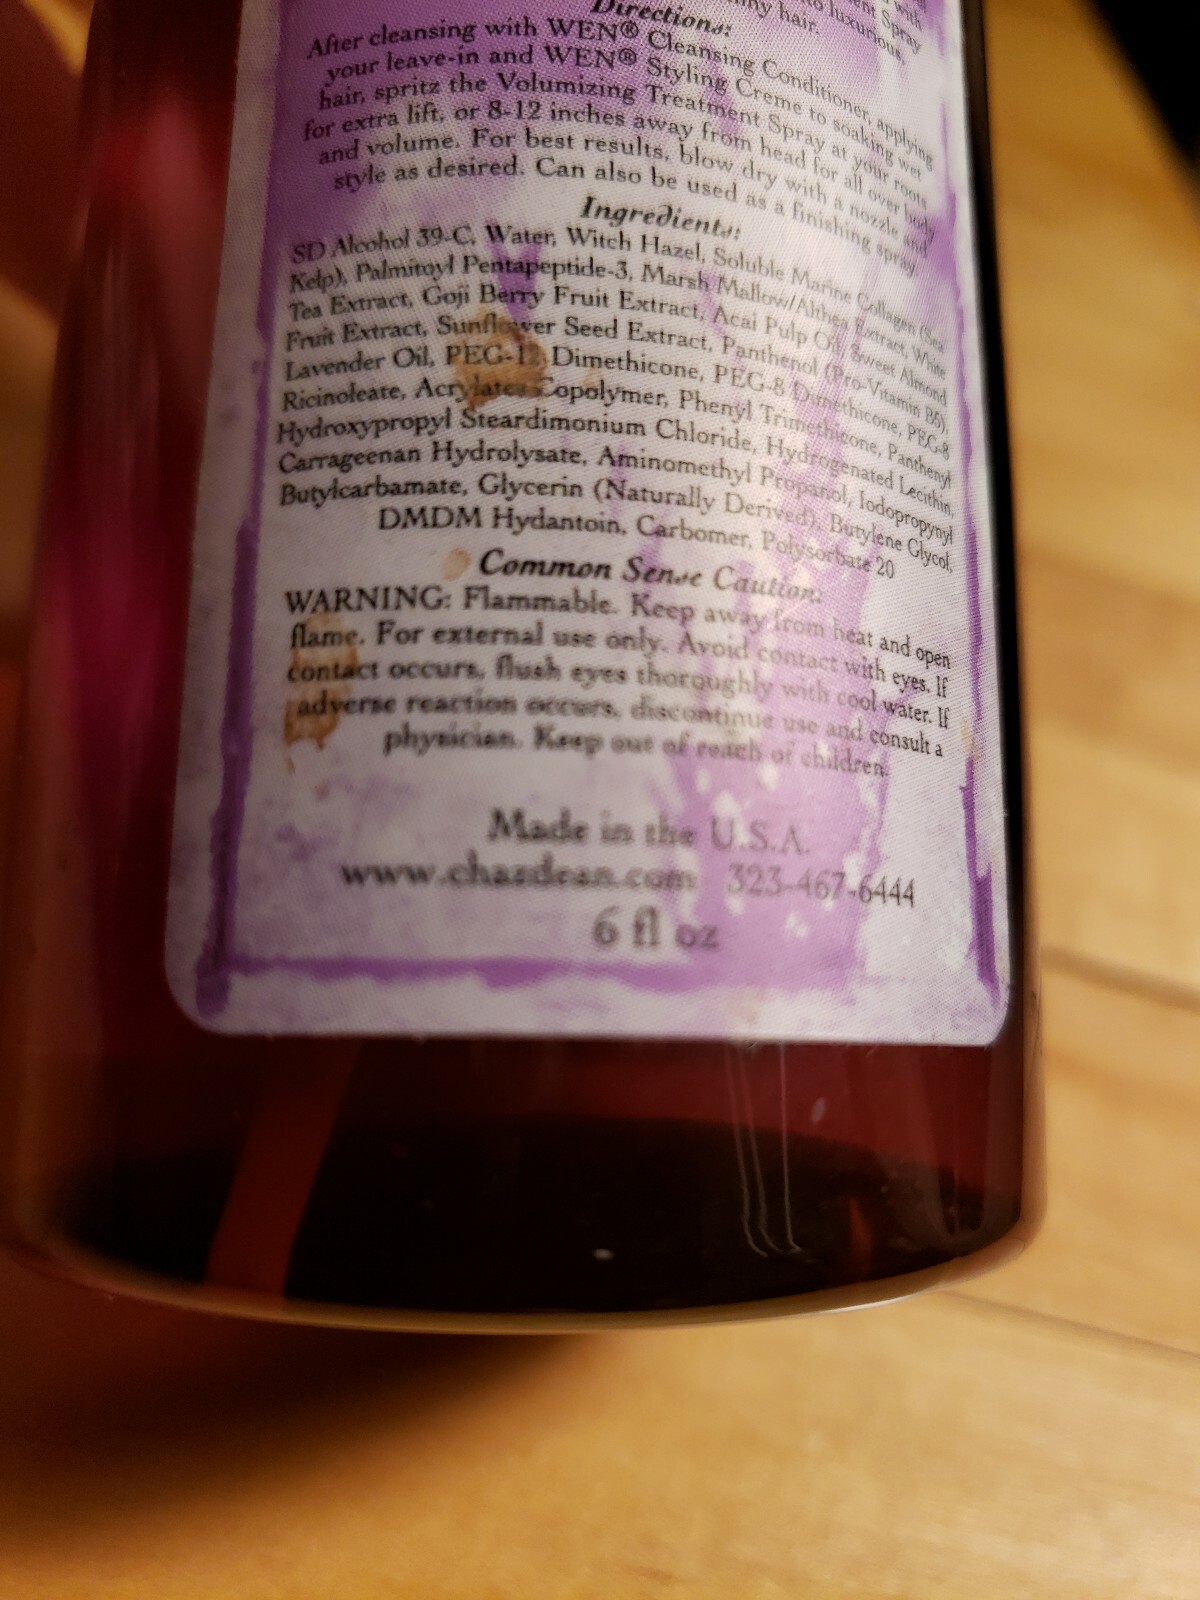 ent Spray with
ny hair. to luxurious,
Directions:
After cleansing with WEN® Cleansing Conditioner, applying
your leave-in and WEN® Styling Creme to soaking wet
hair, spritz the Volumizing Treatment Spray at your roots
for extra lift, or 8-12 inches away from head for all over body
and volume. For best results, blow dry with a nozzle and
style as desired. Can also be used as a finishing spray.
Ingredients:
SD Alcohol 39-C, Water, Witch Hazel, Soluble Marine Collagen (Sea
Kelp), Palmitoyl Pentapeptide-3, Marsh Mallow/Althea Extract, White
Tea Extract, Goji Berry Fruit Extract, Acai Pulp Oil, Sweet Almond
Fruit Extract, Sunflower Seed Extract, Panthenol (Pro-Vitamin B5),
Lavender Oil, PEG-12 Dimethicone, PEG-8 Dimethicone, PEG-8
Ricinoleate, Acrylates Copolymer, Phenyl Trimethicone, Panthenyl
Hydroxypropyl Steardimonium Chloride, Hydrogenated Lecithin,
Carrageenan Hydrolysate, Aminomethyl Propanol, Iodopropynyl
Butylcarbamate, Glycerin (Naturally Derived), Butylene Glycol,
DMDM Hydantoin, Carbomer, Polysorbate 20
Common Sense Caution:
WARNING: Flammable. Keep away from heat and open
flame. For external use only. Avoid contact with eyes. If
contact occurs, flush eyes thoroughly with cool water. If
adverse reaction occurs, discontinue use and consult a
physician. Keep out of reach of children.
Made in the U.S.A.
www.chazdean.com 323-467-6444
6 fl oz